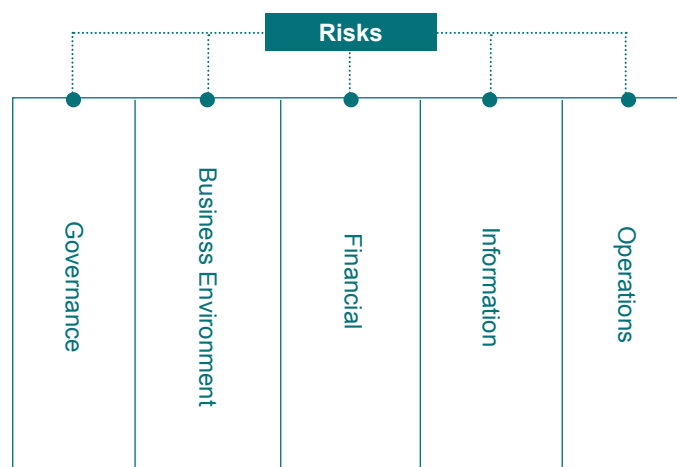 Risks
Governance
Business Environment
Financial
Information
Operations